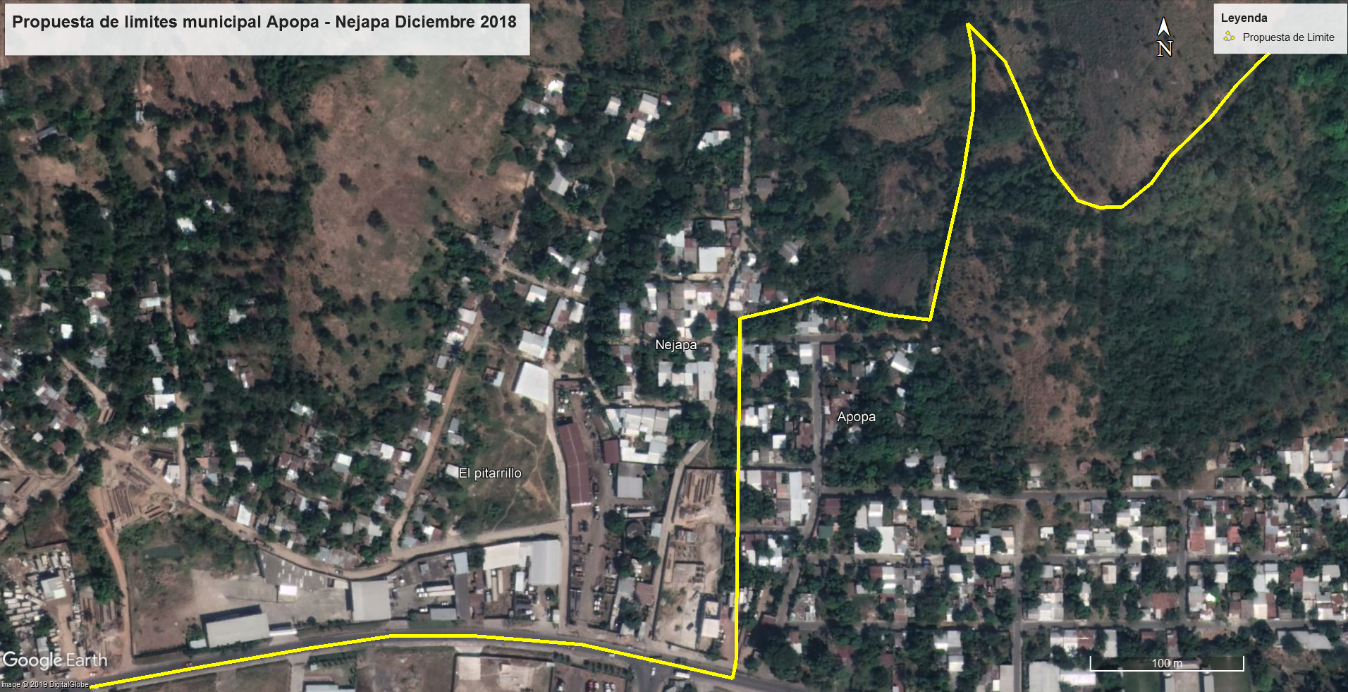 Propuesta de limites municipal Apopa - Nejapa Diciembre 2018
Leyenda
Propuesta de Limite
N
Nejapa
Apopa
El pitarrillo
Google Earth
Image © 2019 DigitalGlobe
100 m